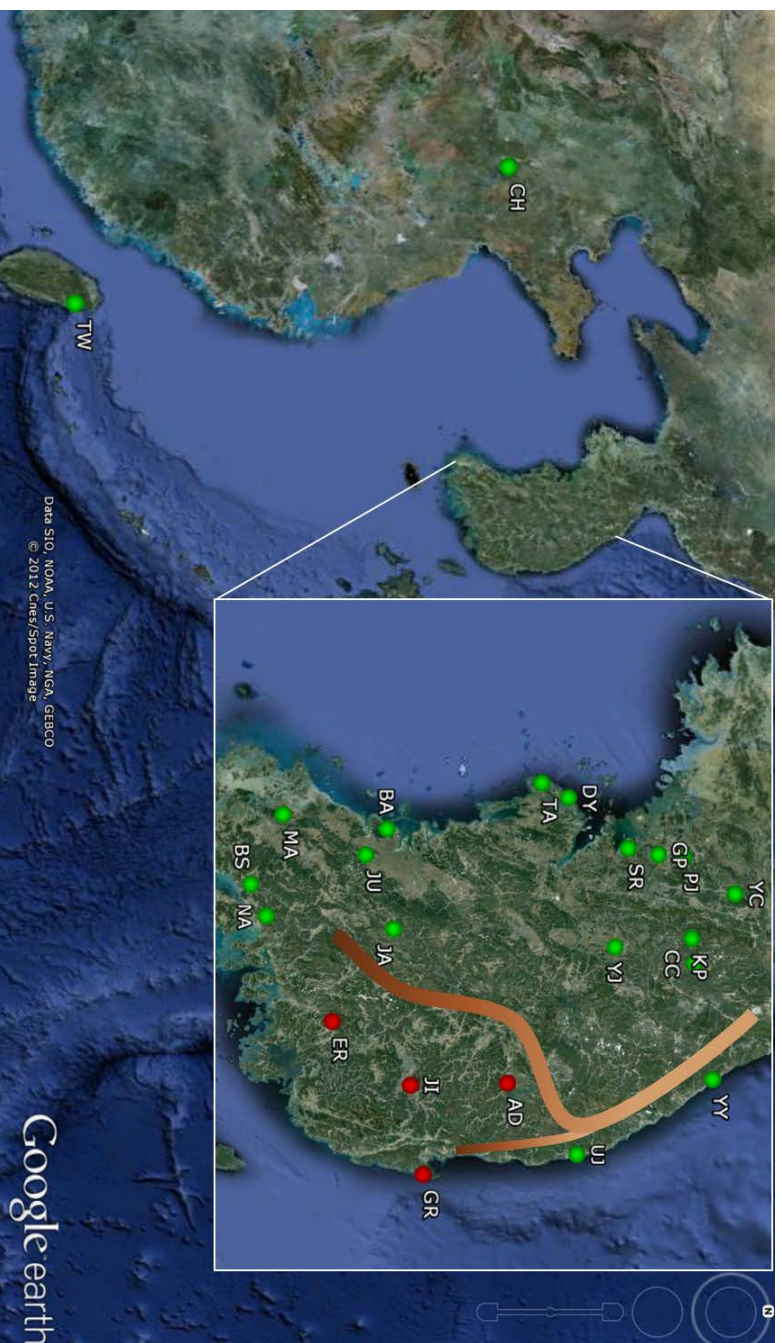 N
YC
YY
KP
PJ
GP
CC
SR
YJ
UJ
DY
TA
CH
AD
GR
JI
JA
BA
JU
ER
MA
NA
BS
TW
Data SIO, NOAA, U.S. Navy, NGA, GEBCO
© 2012 Cnes/Spot Image
Google earth